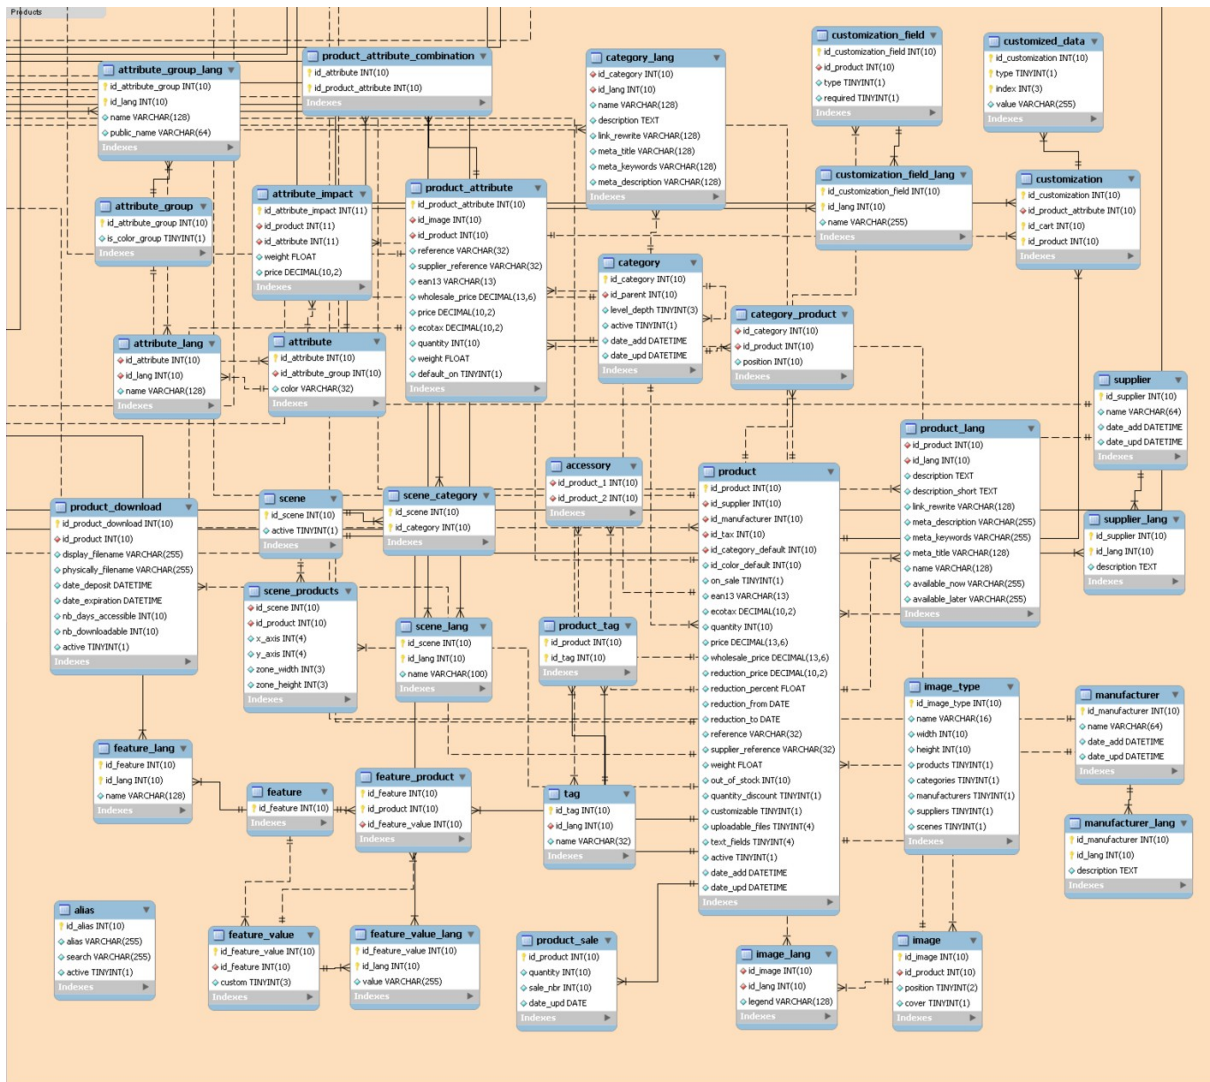 Products
attribute_group_lang
id_attribute_group INT(10)
id_lang INT(10)
name VARCHAR(128)
public_name VARCHAR(64)
Indexes
product_attribute_combination
id_attribute INT(10)
id_product_attribute INT(10)
Indexes
category_lang
id_category INT(10)
id_lang INT(10)
name VARCHAR(128)
description TEXT
link_rewrite VARCHAR(128)
meta_title VARCHAR(128)
meta_keywords VARCHAR(128)
meta_description VARCHAR(128)
Indexes
customization_field
id_customization_field INT(10)
id_product INT(10)
type TINYINT(1)
required TINYINT(1)
Indexes
customized_data
id_customization INT(10)
type TINYINT(1)
index INT(3)
value VARCHAR(255)
Indexes
attribute_group
id_attribute_group INT(10)
is_color_group TINYINT(1)
Indexes
attribute_impact
id_attribute_impact INT(11)
id_product INT(11)
id_attribute INT(11)
weight FLOAT
price DECIMAL(10,2)
Indexes
product_attribute
id_product_attribute INT(10)
id_image INT(10)
id_product INT(10)
reference VARCHAR(32)
supplier_reference VARCHAR(32)
ean13 VARCHAR(13)
wholesale_price DECIMAL(13,6)
price DECIMAL(10,2)
ecotax DECIMAL(10,2)
quantity INT(10)
weight FLOAT
default_on TINYINT(1)
Indexes
customization_field_lang
id_customization_field INT(10)
id_lang INT(10)
name VARCHAR(255)
Indexes
customization
id_customization INT(10)
id_product_attribute INT(10)
id_cart INT(10)
id_product INT(10)
Indexes
category
id_category INT(10)
id_parent INT(10)
level_depth TINYINT(3)
active TINYINT(1)
date_add DATETIME
date_upd DATETIME
Indexes
category_product
id_category INT(10)
id_product INT(10)
position INT(10)
Indexes
attribute_lang
id_attribute INT(10)
id_lang INT(10)
name VARCHAR(128)
Indexes
attribute
id_attribute INT(10)
id_attribute_group INT(10)
color VARCHAR(32)
Indexes
supplier
id_supplier INT(10)
name VARCHAR(64)
date_add DATETIME
date_upd DATETIME
Indexes
product_lang
id_product INT(10)
id_lang INT(10)
description TEXT
description_short TEXT
link_rewrite VARCHAR(128)
meta_description VARCHAR(255)
meta_keywords VARCHAR(255)
meta_title VARCHAR(128)
name VARCHAR(128)
available_now VARCHAR(255)
available_later VARCHAR(255)
Indexes
accessory
id_product_1 INT(10)
id_product_2 INT(10)
Indexes
product
id_product INT(10)
id_supplier INT(10)
id_manufacturer INT(10)
id_tax INT(10)
id_category_default INT(10)
id_color_default INT(10)
on_sale TINYINT(1)
ean13 VARCHAR(13)
ecotax DECIMAL(10,2)
quantity INT(10)
price DECIMAL(13,6)
wholesale_price DECIMAL(13,6)
reduction_price DECIMAL(10,2)
reduction_percent FLOAT
reduction_from DATE
reduction_to DATE
reference VARCHAR(32)
supplier_reference VARCHAR(32)
weight FLOAT
out_of_stock INT(10)
quantity_discount TINYINT(1)
customizable TINYINT(1)
uploadable_files TINYINT(4)
text_fields TINYINT(4)
active TINYINT(1)
date_add DATETIME
date_upd DATETIME
Indexes
product_download
id_product_download INT(10)
id_product INT(10)
display_filename VARCHAR(255)
physically_filename VARCHAR(255)
date_deposit DATETIME
date_expiration DATETIME
nb_days_accessible INT(10)
nb_downloadable INT(10)
active TINYINT(1)
Indexes
scene
id_scene INT(10)
active TINYINT(1)
Indexes
scene_category
id_scene INT(10)
id_category INT(10)
Indexes
supplier_lang
id_supplier INT(10)
id_lang INT(10)
description TEXT
Indexes
scene_products
id_scene INT(10)
id_product INT(10)
x_axis INT(4)
y_axis INT(4)
zone_width INT(3)
zone_height INT(3)
Indexes
scene_lang
id_scene INT(10)
id_lang INT(10)
name VARCHAR(100)
Indexes
product_tag
id_product INT(10)
id_tag INT(10)
Indexes
image_type
id_image_type INT(10)
name VARCHAR(16)
width INT(10)
height INT(10)
products TINYINT(1)
categories TINYINT(1)
manufacturers TINYINT(1)
suppliers TINYINT(1)
scenes TINYINT(1)
Indexes
manufacturer
id_manufacturer INT(10)
name VARCHAR(64)
date_add DATETIME
date_upd DATETIME
Indexes
feature_lang
id_feature INT(10)
id_lang INT(10)
name VARCHAR(128)
Indexes
feature
id_feature INT(10)
Indexes
feature_product
id_feature INT(10)
id_product INT(10)
id_feature_value INT(10)
Indexes
tag
id_tag INT(10)
id_lang INT(10)
name VARCHAR(32)
Indexes
manufacturer_lang
id_manufacturer INT(10)
id_lang INT(10)
description TEXT
Indexes
alias
id_alias INT(10)
alias VARCHAR(255)
search VARCHAR(255)
active TINYINT(1)
Indexes
feature_value
id_feature_value INT(10)
id_feature INT(10)
custom TINYINT(3)
Indexes
feature_value_lang
id_feature_value INT(10)
id_lang INT(10)
value VARCHAR(255)
Indexes
product_sale
id_product INT(10)
quantity INT(10)
sale_nbr INT(10)
date_upd DATE
Indexes
image_lang
id_image INT(10)
id_lang INT(10)
legend VARCHAR(128)
Indexes
image
id_image INT(10)
id_product INT(10)
position TINYINT(2)
cover TINYINT(1)
Indexes